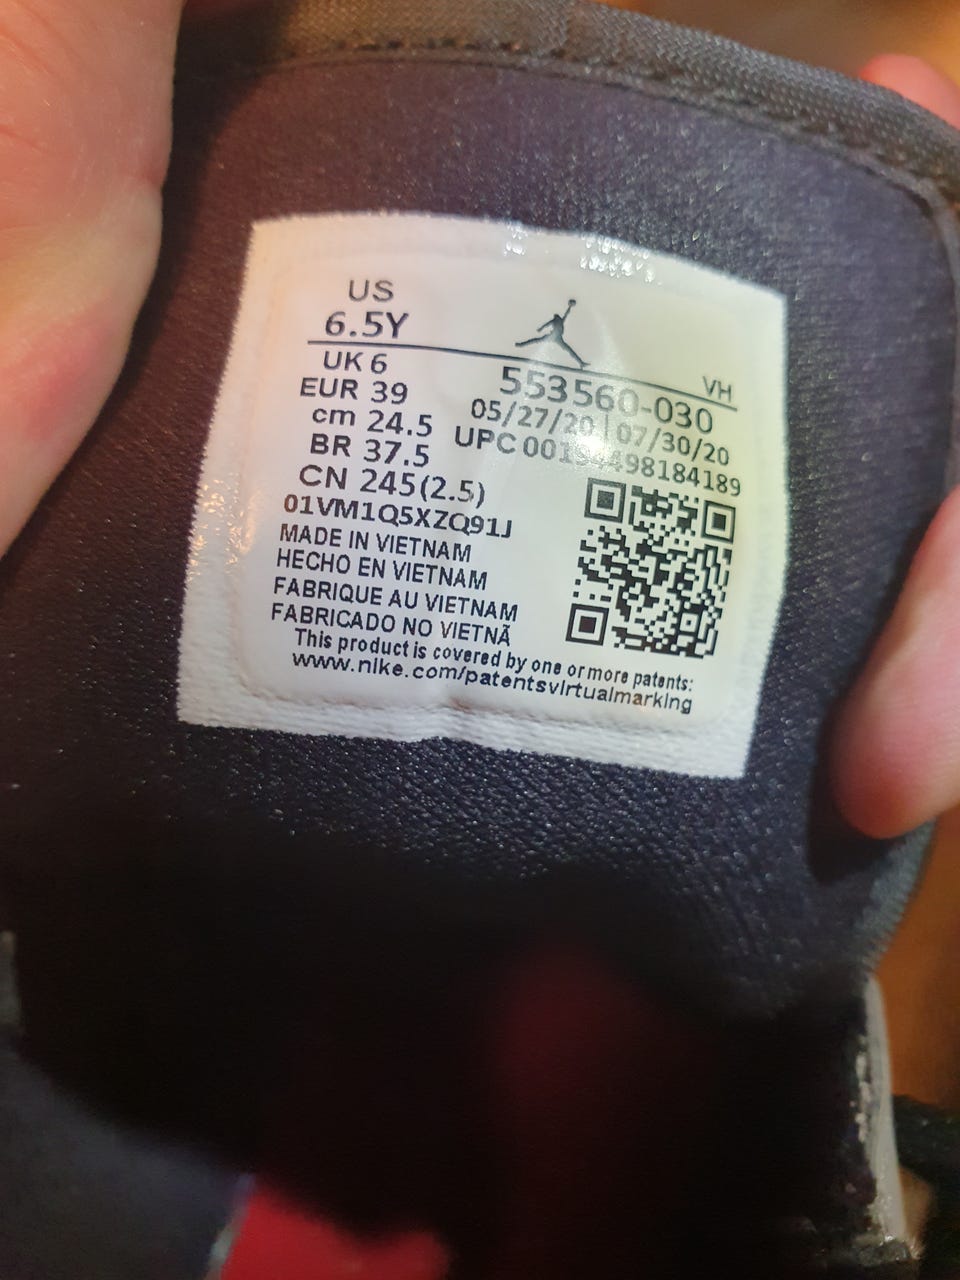 US
6.5Y
VH
UK 6
553560-030
EUR 39
05/27/20 | 07/30/20
cm 24.5
BR 37.5
UPC
CN 245(2.5)
01VM1Q5XZQ91J
MADE IN VIETNAM
HECHO EN VIETNAM
FABRIQUE AU VIETNAM
FABRICADO NO VIETNÃ
This product is covered by one or more patents:
www.nike.com/patentsvirtualmarking